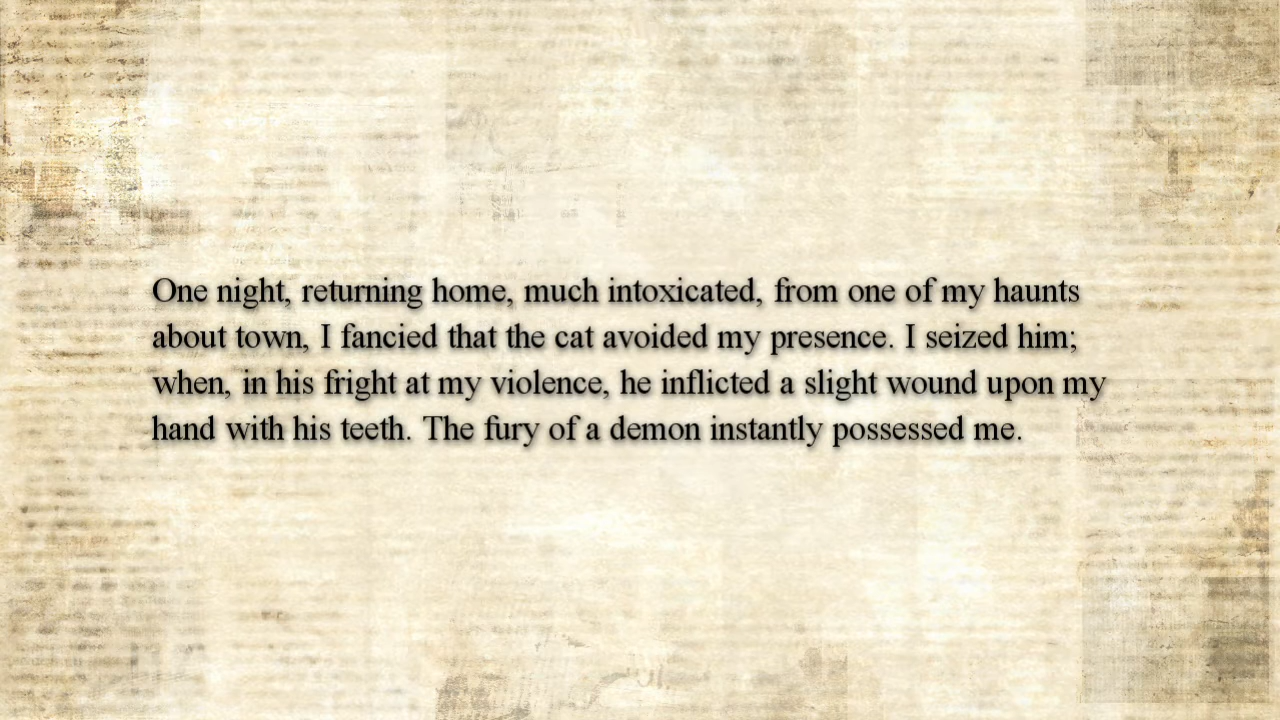 One night, returning home, much intoxicated, from one of my haunts
about town, I fancied that the cat avoided my presence. I seized him;
when, in his fright at my violence, he inflicted a slight wound upon my
hand with his teeth. The fury of a demon instantly possessed me.